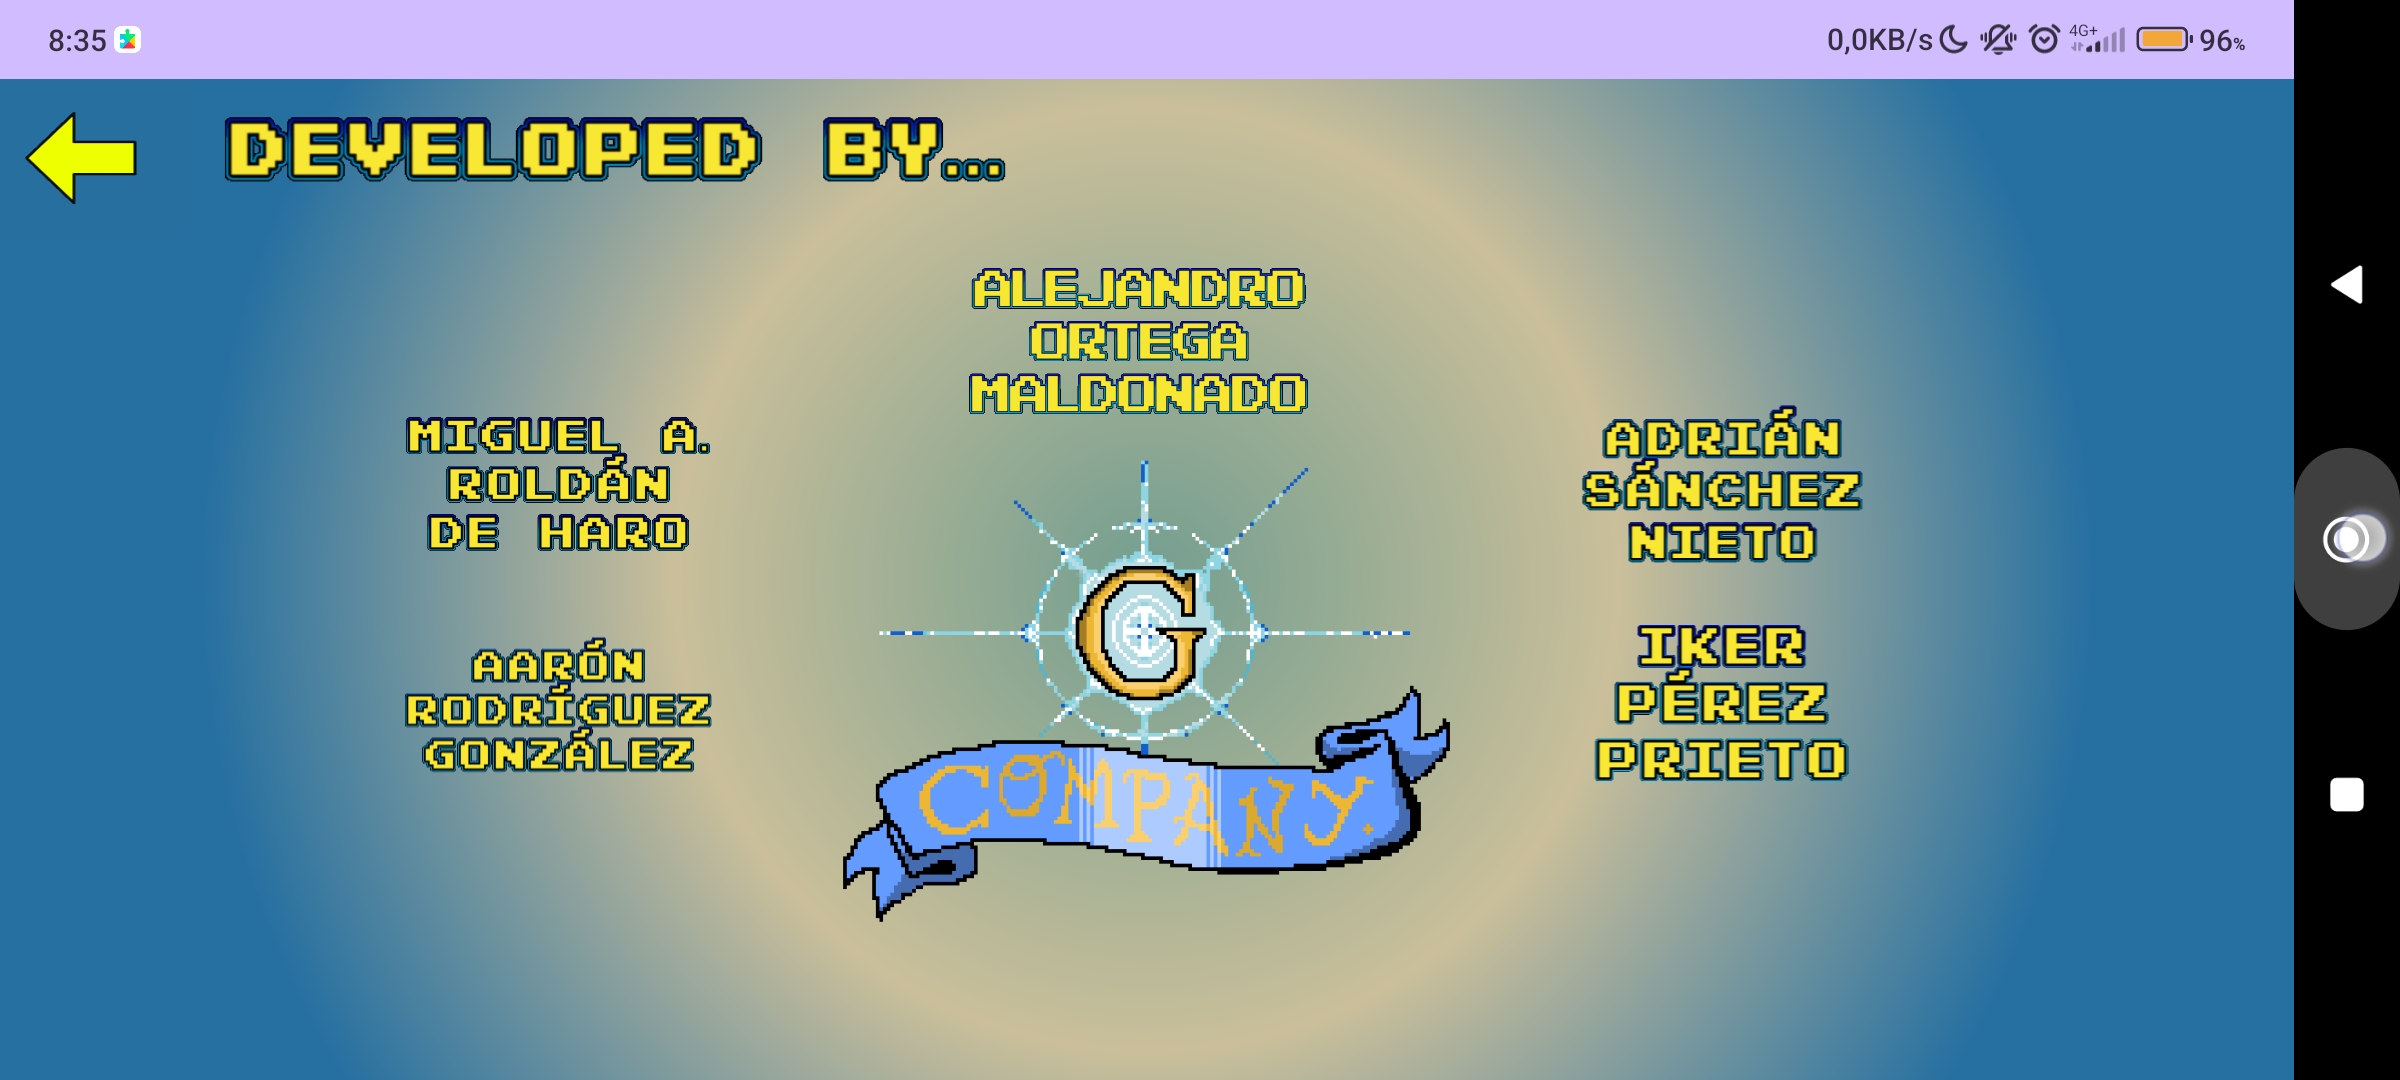 8:35
0,0KB/s 4G+ 96%
DEVELOPED BY...
ALEJANDRO
ORTEGA
MALDONADO
MIGUEL A.
ROLDÁN
DE HARO
ADRIÁN
SÁNCHEZ
NIETO
AARÓN
RODRÍGUEZ
GONZÁLEZ
IKER
PÉREZ
PRIETO
G
COMPANY.